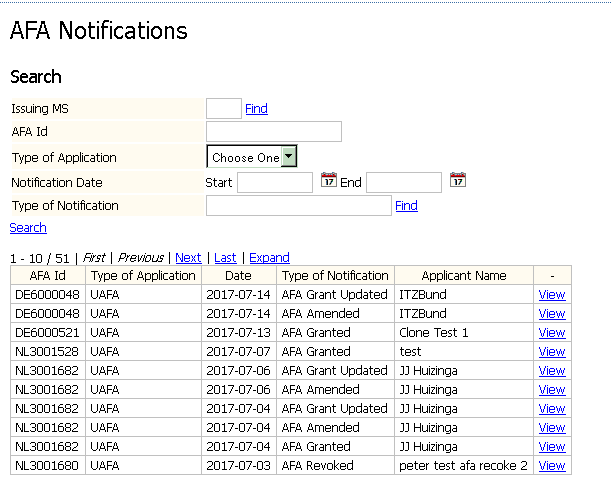 AFA Notifications
Search
Issuing MS Find
AFA Id
Type of Application Choose One
Notification Date Start 17 End 17
Type of Notification Find
Search
1 - 10 / 51 | First | Previous | Next | Last | Expand
AFA Id Type of Application Date Type of Notification Applicant Name -
DE6000048 UAFA 2017-07-14 AFA Grant Updated ITZBund View
DE6000048 UAFA 2017-07-14 AFA Amended ITZBund View
DE6000521 UAFA 2017-07-13 AFA Granted Clone Test 1 View
NL3001528 UAFA 2017-07-07 AFA Granted test View
NL3001682 UAFA 2017-07-06 AFA Grant Updated JJ Huizinga View
NL3001682 UAFA 2017-07-06 AFA Amended JJ Huizinga View
NL3001682 UAFA 2017-07-04 AFA Grant Updated JJ Huizinga View
NL3001682 UAFA 2017-07-04 AFA Amended JJ Huizinga View
NL3001682 UAFA 2017-07-04 AFA Granted JJ Huizinga View
NL3001680 UAFA 2017-07-03 AFA Revoked peter test afa recoke 2 View